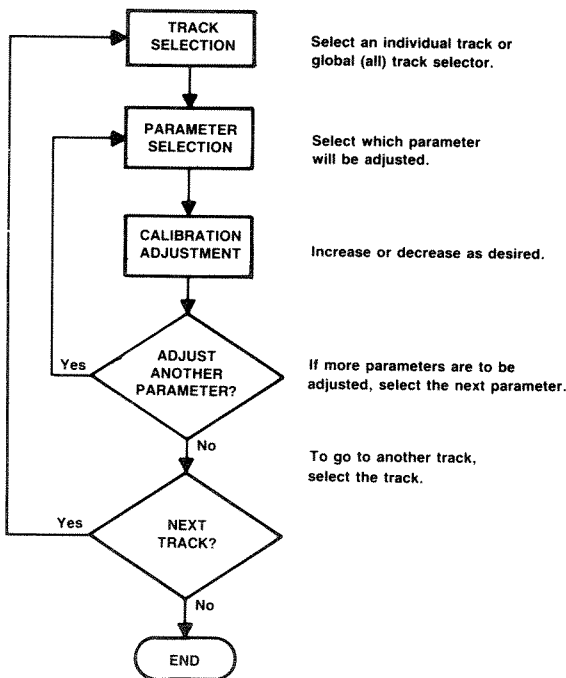 TRACK
SELECTION
Select an individual track or
global (all) track selector.
PARAMETER
SELECTION
Select which parameter
will be adjusted.
CALIBRATION
ADJUSTMENT
Increase or decrease as desired.
Yes
ADJUST
ANOTHER
PARAMETER?
If more parameters are to be
adjusted, select the next parameter.
No
To go to another track,
select the track.
Yes
NEXT
TRACK?
No
END